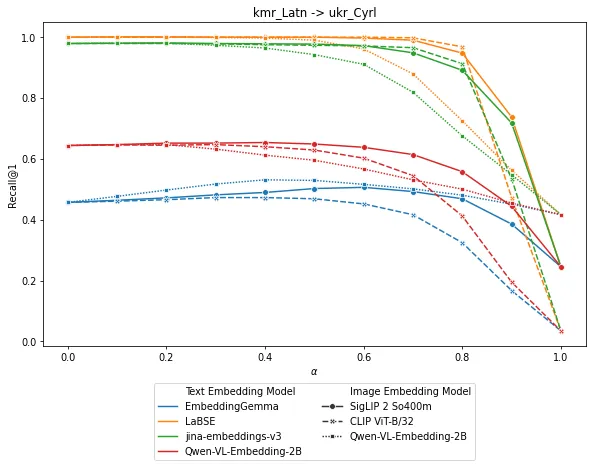 kmr_Latn -> ukr_Cyrl
Recall@1
1.0
0.8
0.6
0.4
0.2
0.0
0.0 0.2 0.4 0.6 0.8 1.0
α
Text Embedding Model
EmbeddingGemma
LaBSE
jina-embeddings-v3
Qwen-VL-Embedding-2B
Image Embedding Model
SigLIP 2 So400m
CLIP ViT-B/32
Qwen-VL-Embedding-2B